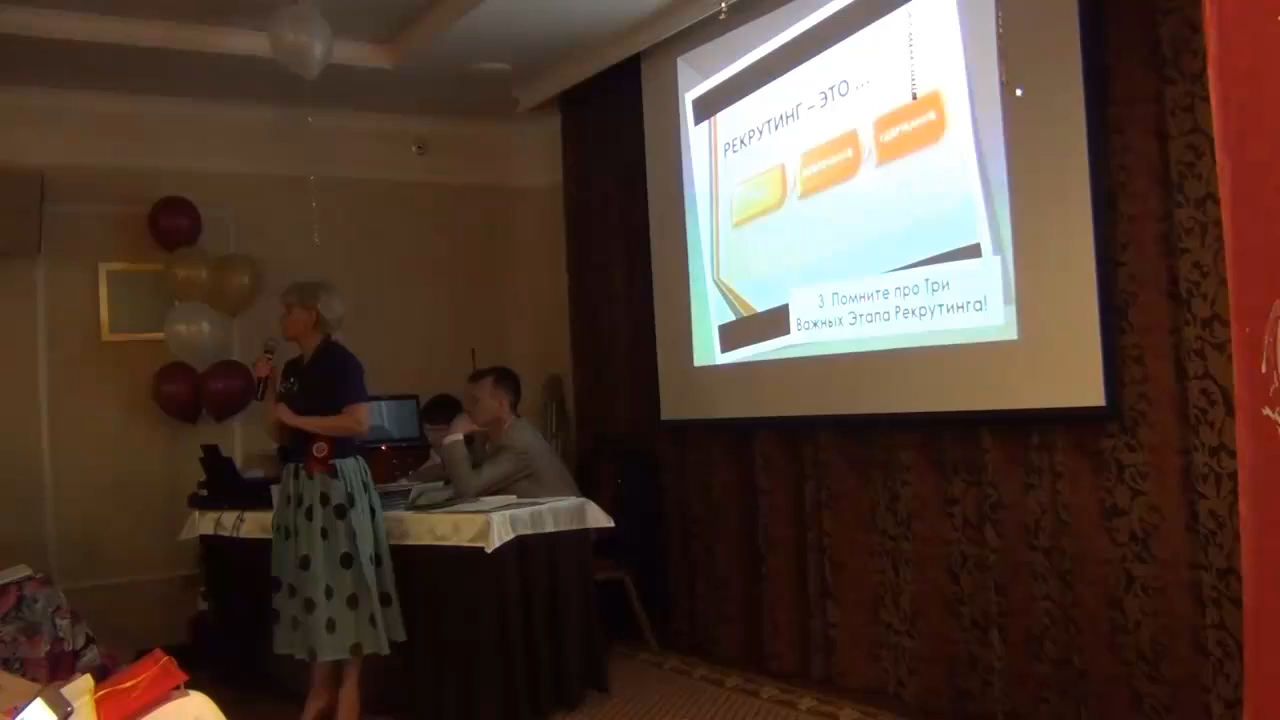 РЕКРУТИНГ – ЭТО ...
3 Помните про Три
Важных Этапа Рекрутинга!